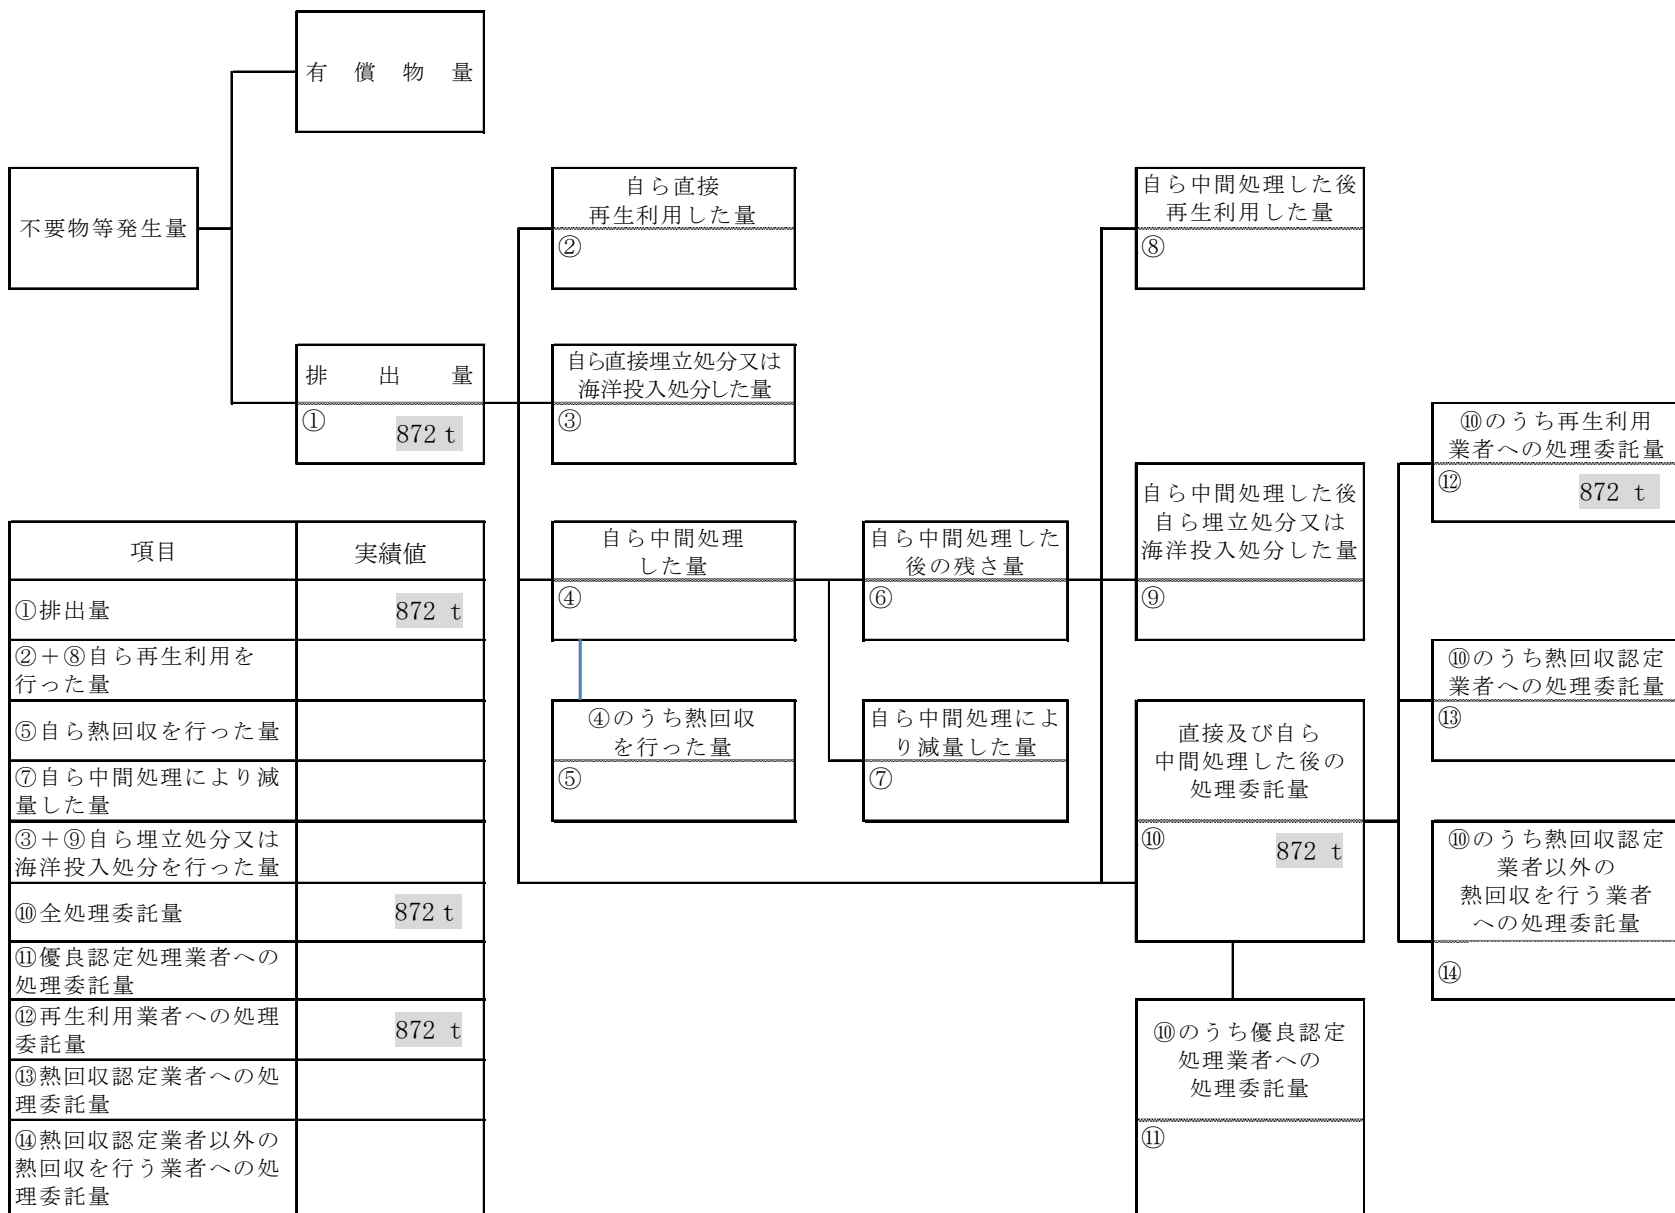 有償物量
不要物等発生量
排出量
①
872 t
自ら直接
再生利用した量
②
自ら直接埋立処分又は
海洋投入処分した量
③
自ら中間処理
した量
④
④のうち熱回収
を行った量
⑤
自ら中間処理した
後の残さ量
⑥
自ら中間処理によ
り減量した量
⑦
自ら中間処理した後
再生利用した量
⑧
自ら中間処理した後
自ら埋立処分又は
海洋投入処分した量
⑨
直接及び自ら
中間処理した後の
処理委託量
⑩
872 t
⑩のうち優良認定
処理業者への
処理委託量
⑪
⑩のうち再生利用
業者への処理委託量
⑫
872 t
⑩のうち熱回収認定
業者への処理委託量
⑬
⑩のうち熱回収認定
業者以外の
熱回収を行う業者
への処理委託量
⑭
項目 実績値
①排出量 872 t
②＋⑧自ら再生利用を
行った量
⑤自ら熱回収を行った量
⑦自ら中間処理により減
量した量
③＋⑨自ら埋立処分又は
海洋投入処分を行った量
⑩全処理委託量 872 t
⑪優良認定処理業者への
処理委託量
⑫再生利用業者への処理
委託量 872 t
⑬熱回収認定業者への処
理委託量
⑭熱回収認定業者以外の
熱回収を行う業者への処
理委託量